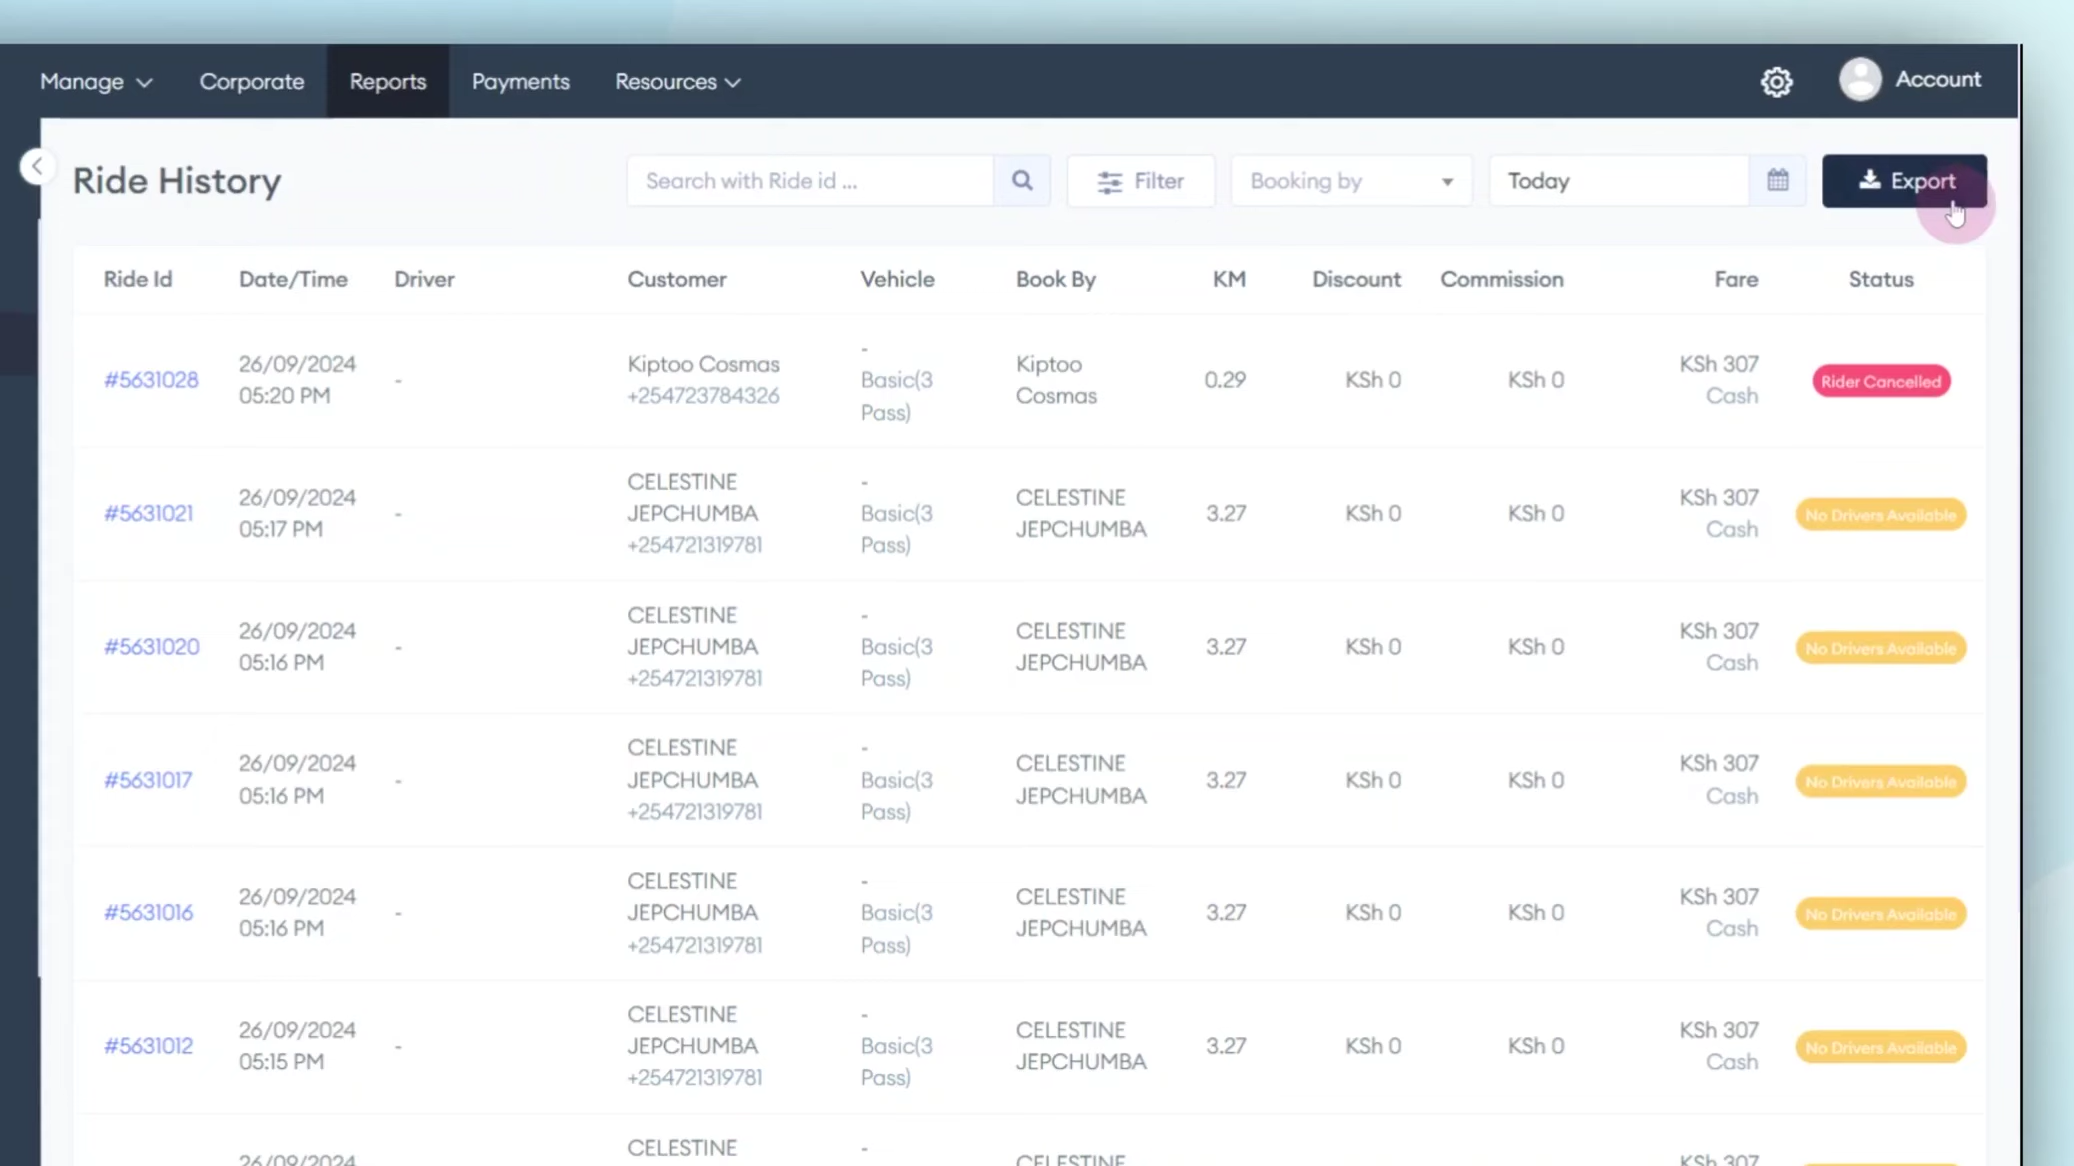 Manage Corporate Reports Payments Resources Account
Ride History Search with Ride id ... Filter Booking by Today Export
Ride Id Date/Time Driver Customer Vehicle Book By KM Discount Commission Fare Status
-
26/09/2024 Kiptoo Cosmas Kiptoo KSh 307
#5631028 - Basic(3 0.29 KSh 0 KSh 0 Rider Cancelled
05:20 PM +254723784326 Cosmas Cash
Pass)
CELESTINE -
26/09/2024 CELESTINE KSh 307
#5631021 - JEPCHUMBA Basic(3 3.27 KSh 0 KSh 0 No Drivers Available
05:17 PM JEPCHUMBA Cash
+254721319781 Pass)
CELESTINE -
26/09/2024 CELESTINE KSh 307
#5631020 - JEPCHUMBA Basic(3 3.27 KSh 0 KSh 0 No Drivers Available
05:16 PM JEPCHUMBA Cash
+254721319781 Pass)
CELESTINE -
26/09/2024 CELESTINE KSh 307
#5631017 - JEPCHUMBA Basic(3 3.27 KSh 0 KSh 0 No Drivers Available
05:16 PM JEPCHUMBA Cash
+254721319781 Pass)
CELESTINE -
26/09/2024 CELESTINE KSh 307
#5631016 - JEPCHUMBA Basic(3 3.27 KSh 0 KSh 0 No Drivers Available
05:16 PM JEPCHUMBA Cash
+254721319781 Pass)
CELESTINE -
26/09/2024 CELESTINE KSh 307
#5631012 - JEPCHUMBA Basic(3 3.27 KSh 0 KSh 0 No Drivers Available
05:15 PM JEPCHUMBA Cash
+254721319781 Pass)
CELESTINE -
26/09/2024 CELESTINE KSh 307